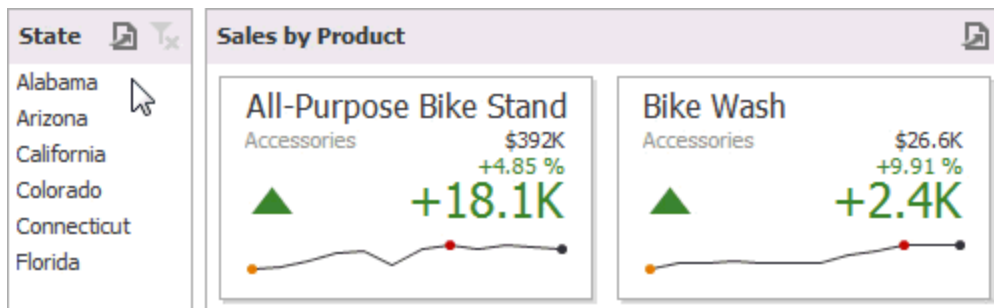 State
Alabama
Arizona
California
Colorado
Connecticut
Florida
Sales by Product
All-Purpose Bike Stand
Accessories $392K
+4.85 %
+18.1K
Bike Wash
Accessories $26.6K
+9.91 %
+2.4K